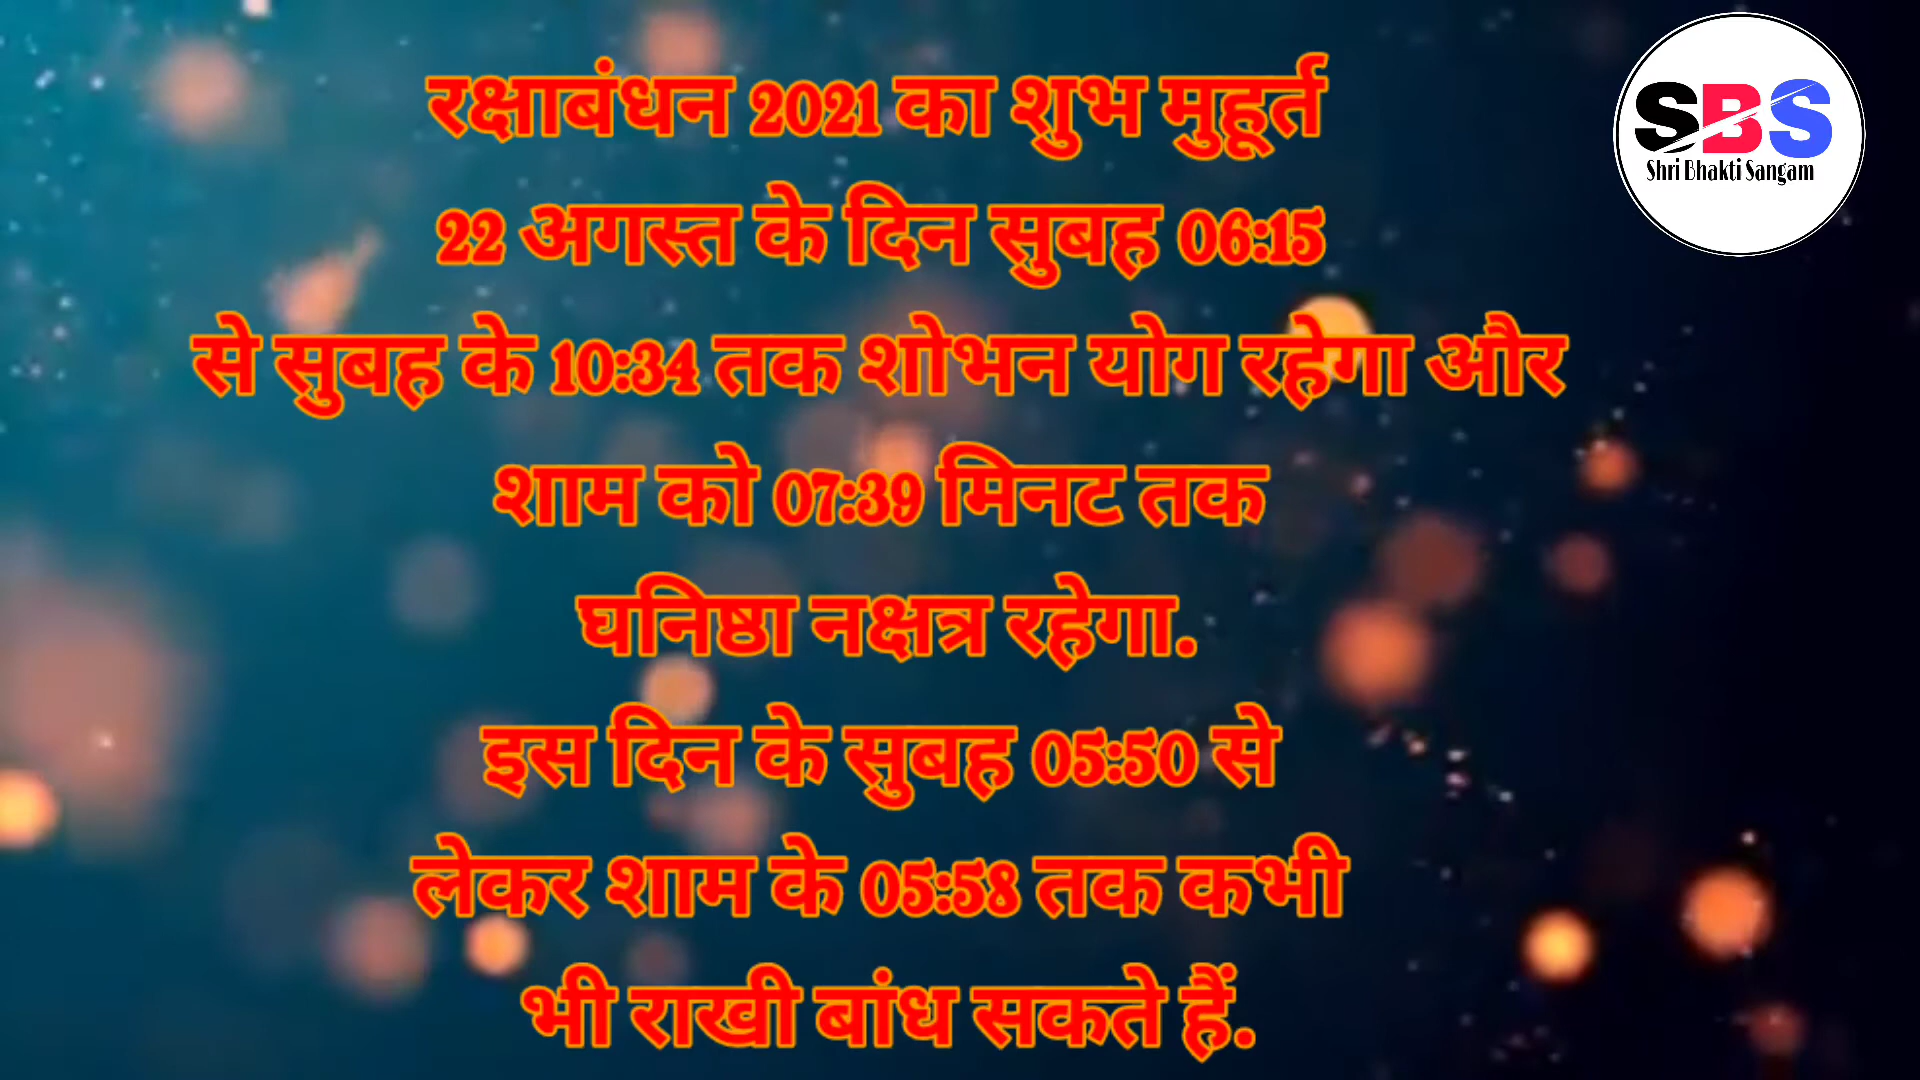 रक्षाबंधन 2021 का शुभ मुहूर्त
22 अगस्त के दिन सुबह 06:15
से सुबह के 10:34 तक शोभन योग रहेगा और
शाम को 07:39 मिनट तक
घनिष्ठा नक्षत्र रहेगा.
इस दिन के सुबह 05:50 से
लेकर शाम के 05:58 तक कभी
भी राखी बांध सकते हैं.
SBS
Shri Bhakti Sangam